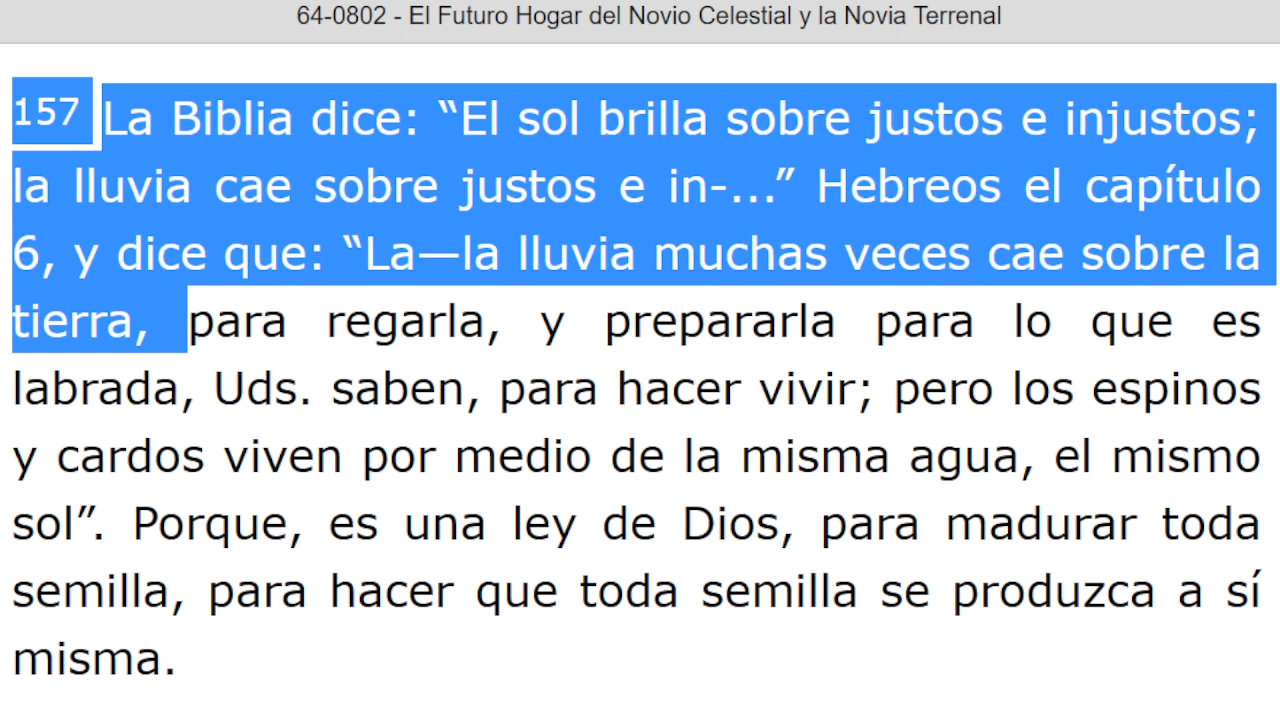 64-0802 - El Futuro Hogar del Novio Celestial y la Novia Terrenal
157 La Biblia dice: “El sol brilla sobre justos e injustos;
la lluvia cae sobre justos e in-...” Hebreos el capítulo
6, y dice que: “La—la lluvia muchas veces cae sobre la
tierra, para regarla, y prepararla para lo que es
labrada, Uds. saben, para hacer vivir; pero los espinos
y cardos viven por medio de la misma agua, el mismo
sol”. Porque, es una ley de Dios, para madurar toda
semilla, para hacer que toda semilla se produzca a sí
misma.